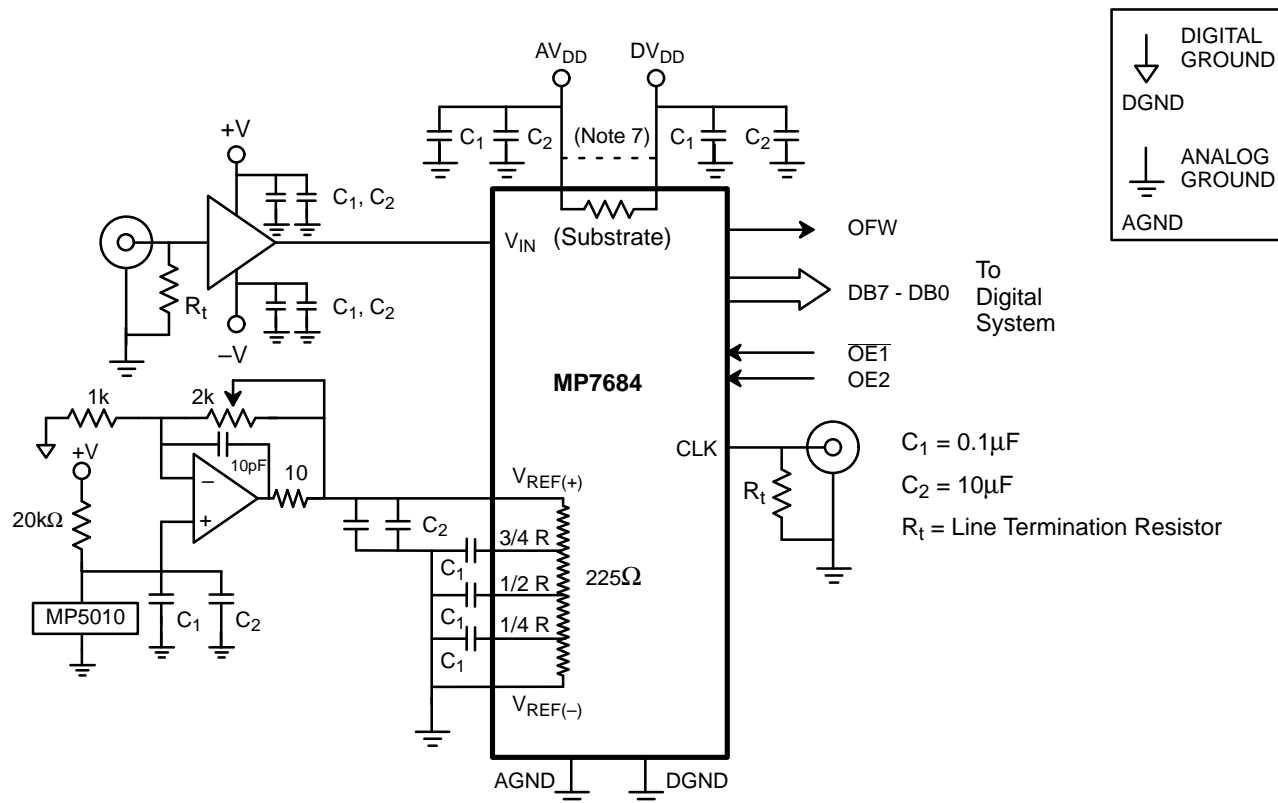 AVDD
DVDD
C1
C2
(Note 7)
C1
C2
DIGITAL
GROUND
DGND
ANALOG
GROUND
AGND
+V
C1, C2
VIN
(Substrate)
OFW
Rt
C1, C2
–V
DB7 - DB0
To
Digital
System
OE1
OE2
MP7684
1k
2k
+V
10pF
10
–
+
20kΩ
VREF(+)
C2
CLK
Rt
C1 = 0.1µF
C2 = 10µF
Rt = Line Termination Resistor
3/4 R
C1
225Ω
1/2 R
C1
1/4 R
C1
MP5010
C1
C2
VREF(–)
AGND
DGND